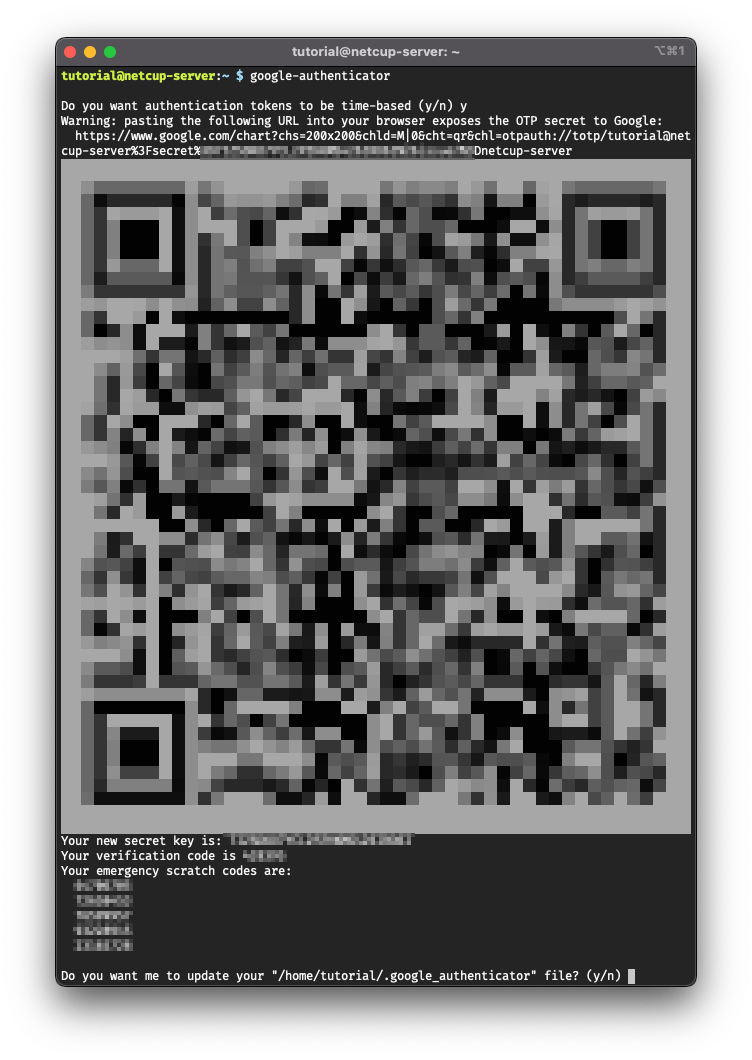 tutorial@netcup-server: ~
⌥⌘1
tutorial@netcup-server:~ $ google-authenticator
Do you want authentication tokens to be time-based (y/n) y
Warning: pasting the following URL into your browser exposes the OTP secret to Google:
https://www.google.com/chart?chs=200x200&chld=M|0&cht=qr&chl=otpauth://totp/tutorial@net
cup-server%3Fsecret% Dnetcup-server
Your new secret key is:
Your verification code is
Your emergency scratch codes are:
Do you want me to update your "/home/tutorial/.google_authenticator" file? (y/n)